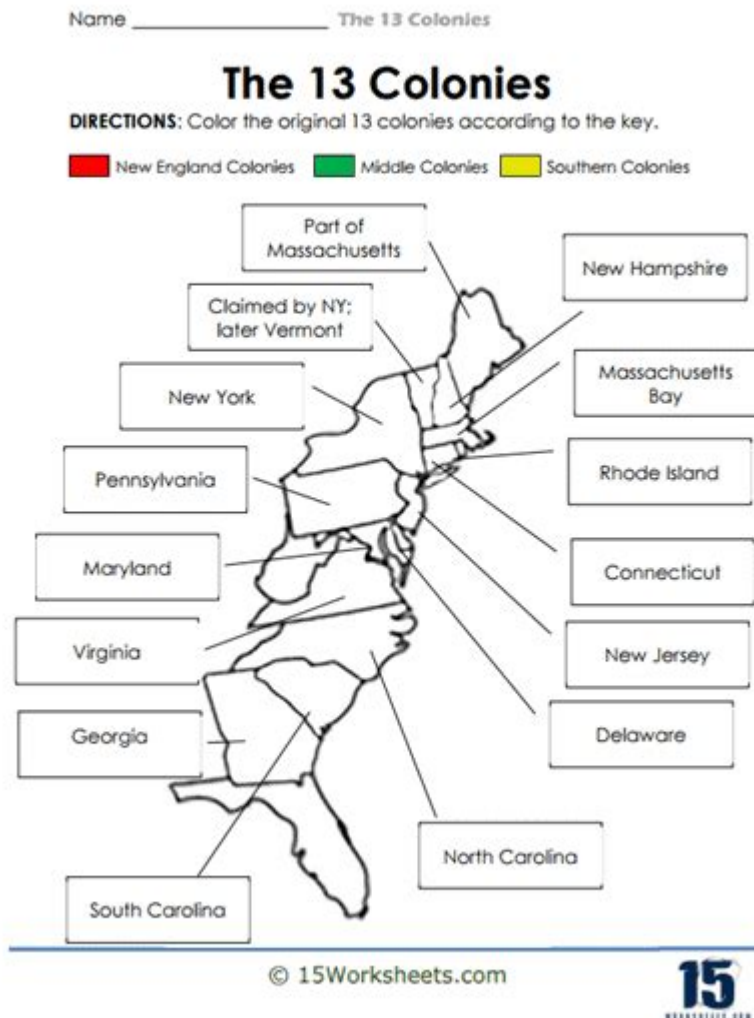 Name The 13 Colonies
The 13 Colonies
DIRECTIONS: Color the original 13 colonies according to the key.
New England Colonies Middle Colonies Southern Colonies
Part of
Massachusetts
New Hampshire
Claimed by NY;
later Vermont
Massachusetts
Bay
New York
Rhode Island
Pennsylvania
Connecticut
Maryland
New Jersey
Virginia
Delaware
Georgia
North Carolina
South Carolina
© 15Worksheets.com
15
WORKSHEETS.COM